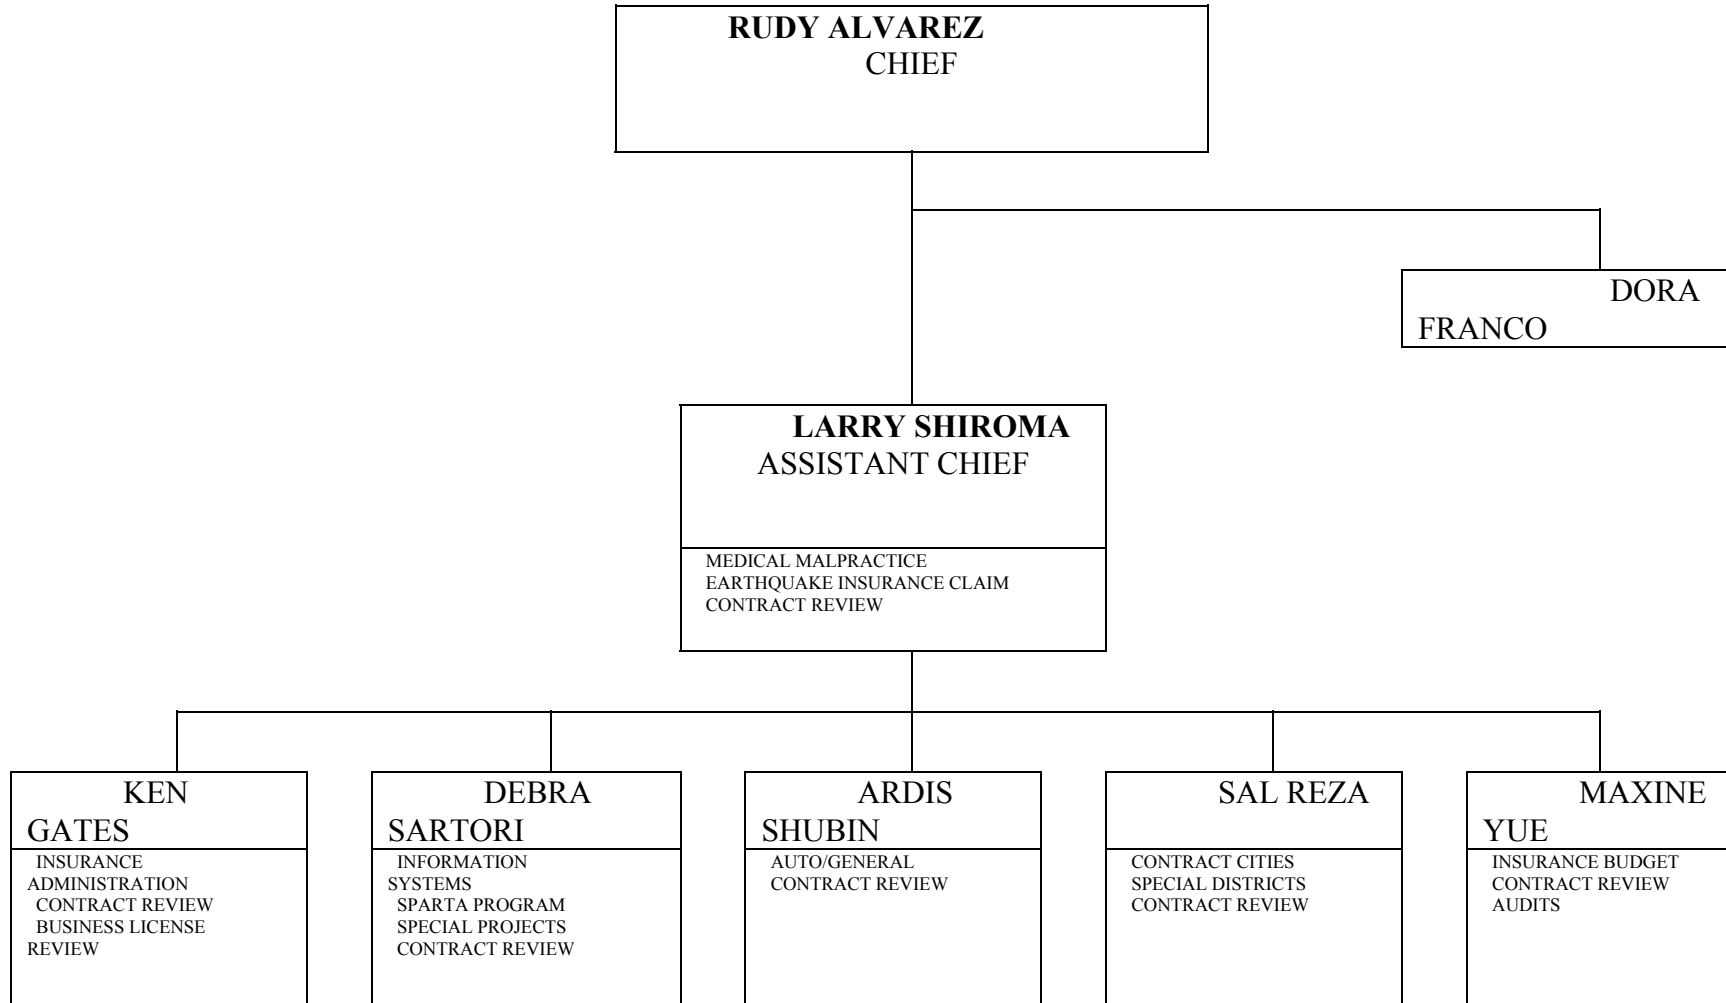 RUDY ALVAREZ
CHIEF
DORA
FRANCO
LARRY SHIROMA
ASSISTANT CHIEF
MEDICAL MALPRACTICE
EARTHQUAKE INSURANCE CLAIM
CONTRACT REVIEW
KEN
GATES
INSURANCE
ADMINISTRATION
CONTRACT REVIEW
BUSINESS LICENSE
REVIEW
DEBRA
SARTORI
INFORMATION
SYSTEMS
SPARTA PROGRAM
SPECIAL PROJECTS
CONTRACT REVIEW
ARDIS
SHUBIN
AUTO/GENERAL
CONTRACT REVIEW
SAL REZA
CONTRACT CITIES
SPECIAL DISTRICTS
CONTRACT REVIEW
MAXINE
YUE
INSURANCE BUDGET
CONTRACT REVIEW
AUDITS